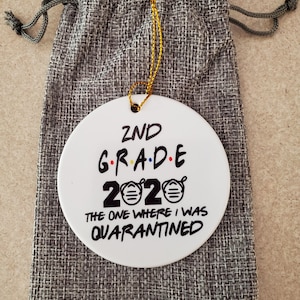 2ND
G·R·A·D·E
2020
THE ONE WHERE I WAS
QUARANTINED